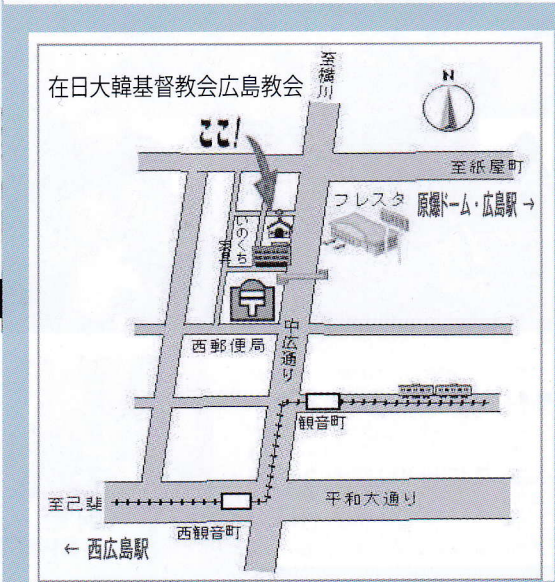 在日大韓基督教会広島教会
至横川
N
ここ!
至紙屋町
フレスタ
原爆ドーム・広島駅 →
いのくち
家具
西郵便局
中広通り
観音町
至己斐
平和大通り
西観音町
← 西広島駅